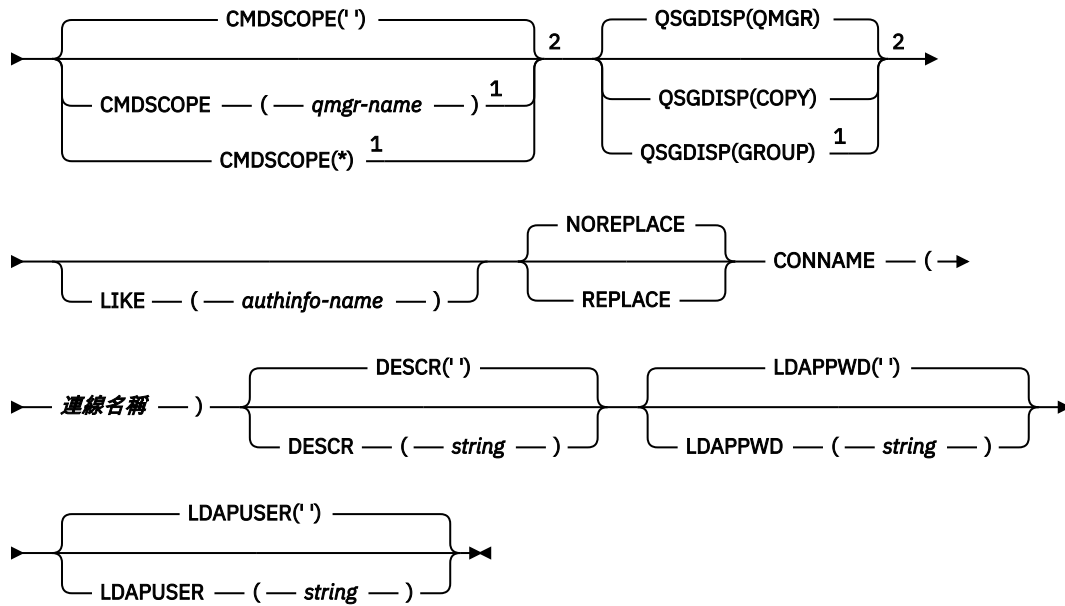 CMDSCOPE(' ')
CMDSCOPE ( qmgr-name ) 1
CMDSCOPE(*) 1
2
QSGDISP(QMGR)
QSGDISP(COPY)
QSGDISP(GROUP) 1
2
LIKE ( authinfo-name )
NOREPLACE
REPLACE
CONNAME (
連線名稱 )
DESCR(' ')
DESCR ( string )
LDAPPWD(' ')
LDAPPWD ( string )
LDAPUSER(' ')
LDAPUSER ( string )